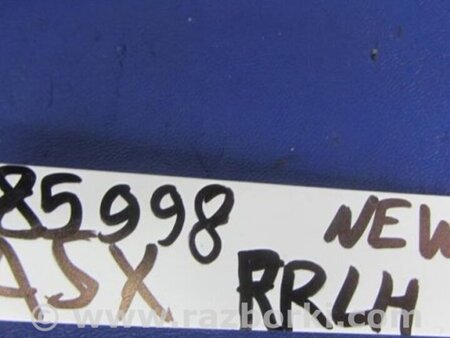 85998 NEW
ASX RRLH
www.razborki.com